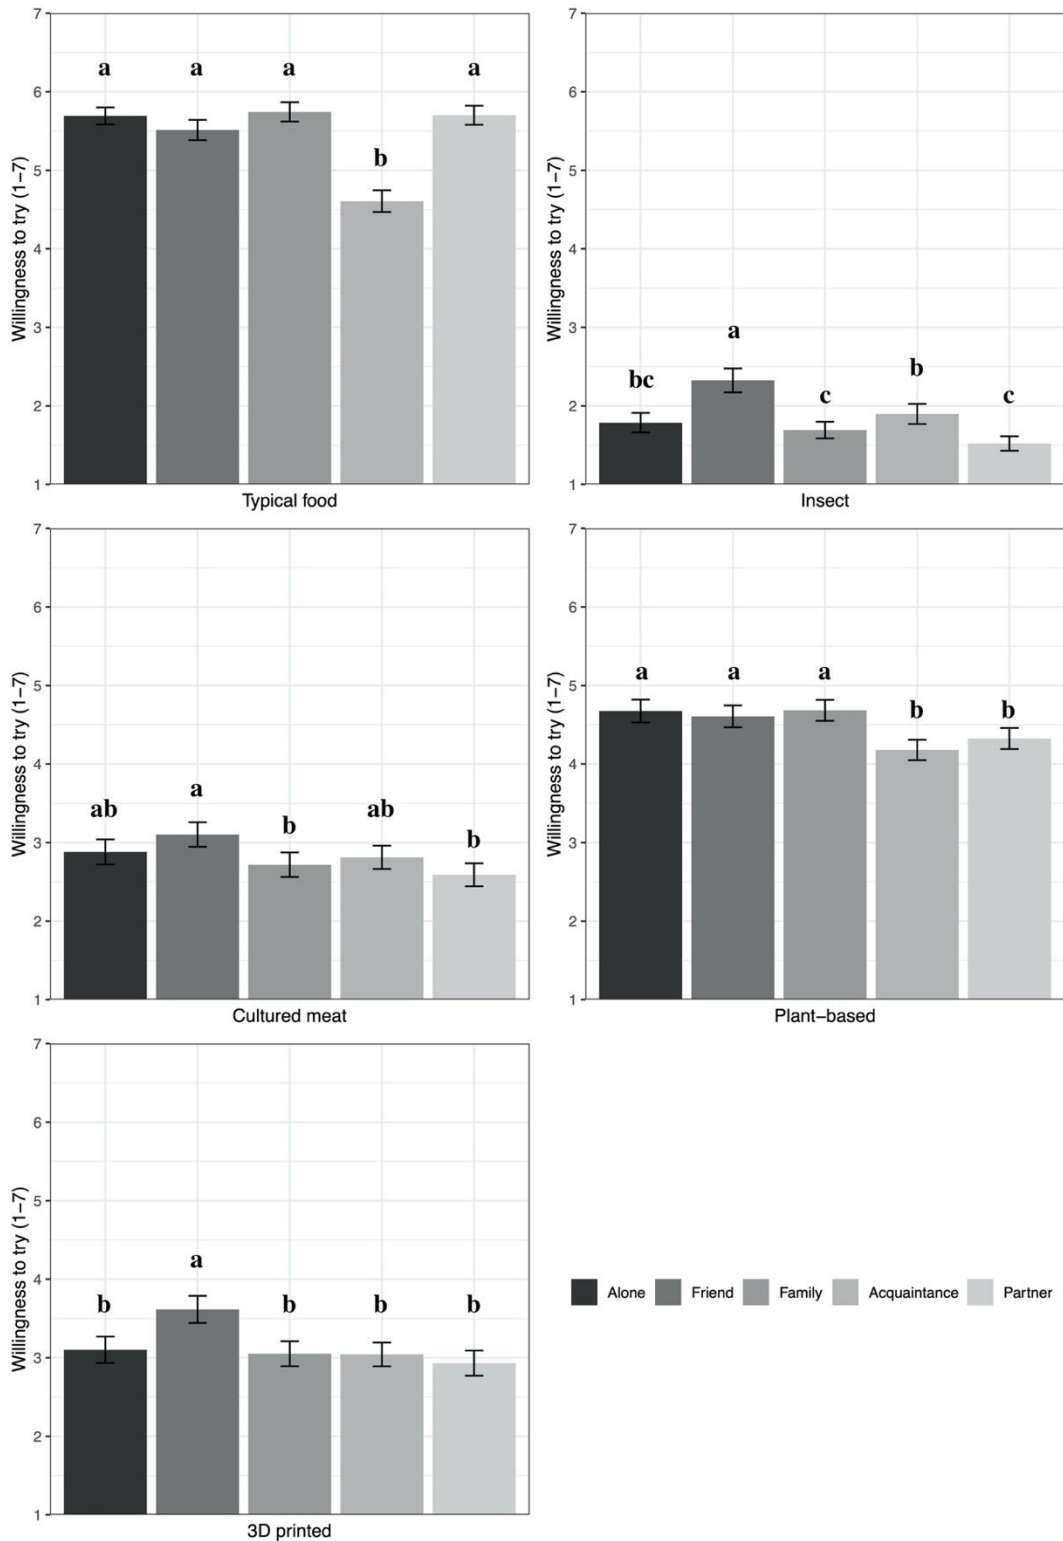 7
6
5
4
3
2
1
Willingness to try (1−7)
a
a
a
b
a
Typical food
7
6
5
4
3
2
1
Willingness to try (1−7)
bc
a
c
b
c
Insect
7
6
5
4
3
2
1
Willingness to try (1−7)
ab
a
b
ab
b
Cultured meat
7
6
5
4
3
2
1
Willingness to try (1−7)
a
a
a
b
b
Plant−based
7
6
5
4
3
2
1
Willingness to try (1−7)
b
a
b
b
b
3D printed
Alone Friend Family Acquaintance Partner